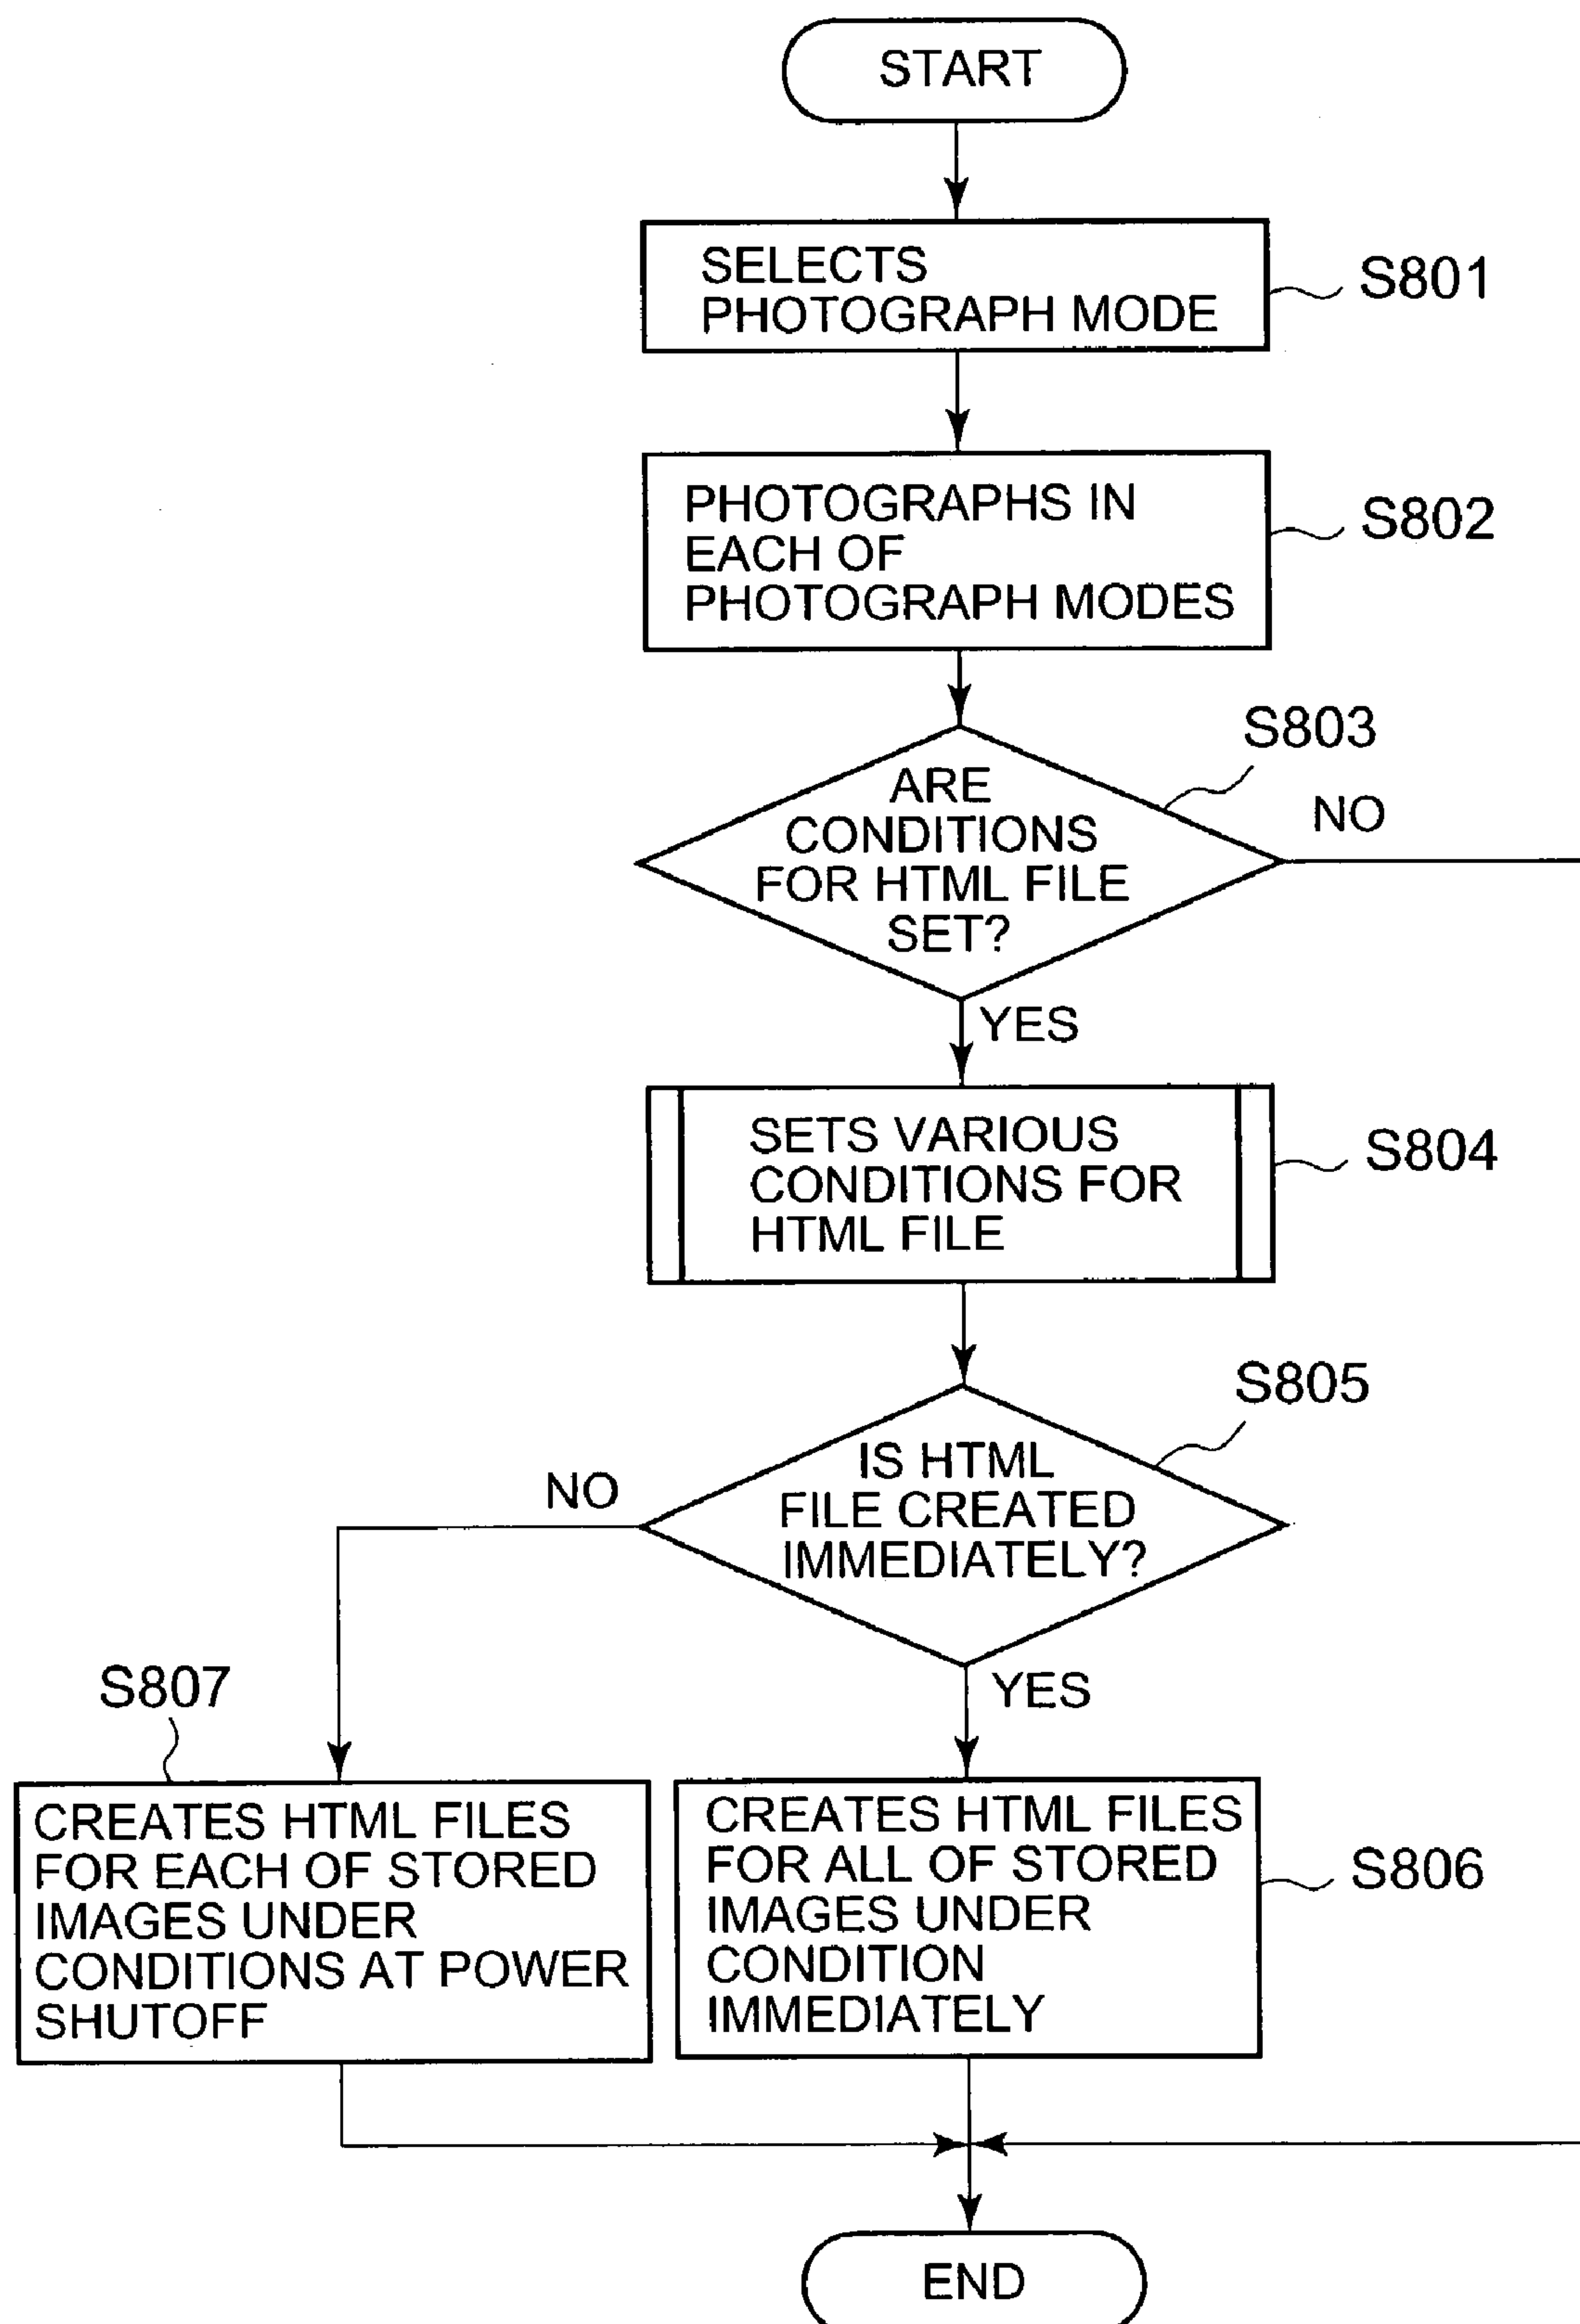 START
SELECTS
PHOTOGRAPH MODE
S801
PHOTOGRAPHS IN
EACH OF
PHOTOGRAPH MODES
S802
S803
ARE
CONDITIONS
FOR HTML FILE
SET?
NO
YES
SETS VARIOUS
CONDITIONS FOR
HTML FILE
S804
S805
IS HTML
FILE CREATED
IMMEDIATELY?
NO
YES
S807
CREATES HTML FILES
FOR EACH OF STORED
IMAGES UNDER
CONDITIONS AT POWER
SHUTOFF
CREATES HTML FILES
FOR ALL OF STORED
IMAGES UNDER
CONDITION
IMMEDIATELY
S806
END